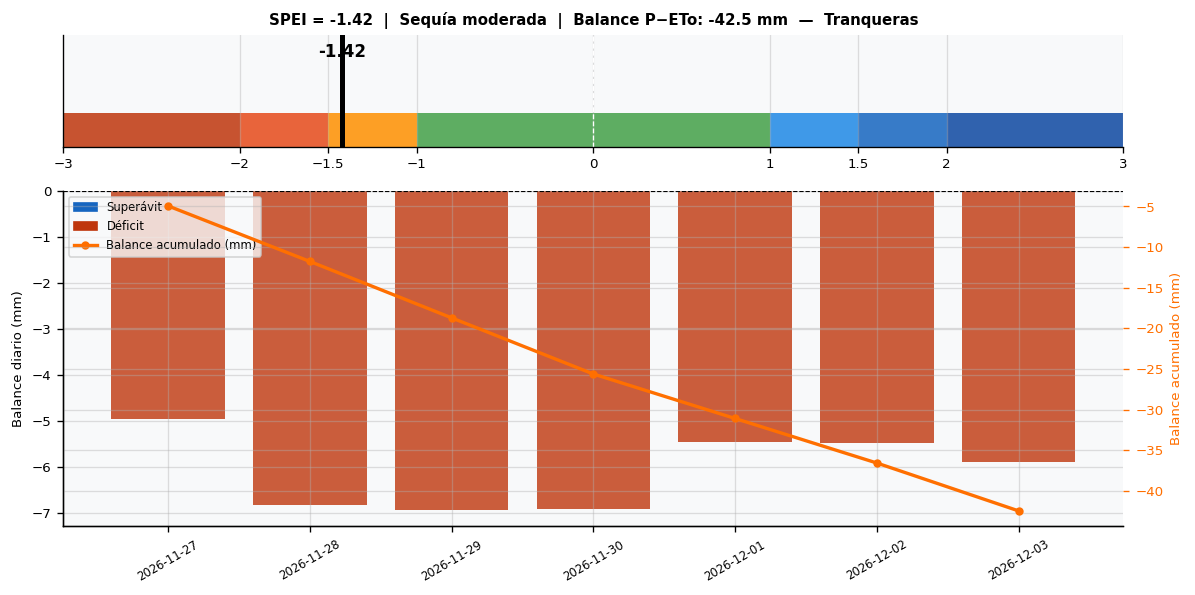 SPEI = -1.42  |  Sequía moderada  |  Balance P−ETo: -42.5 mm  —  Tranqueras
-1.42
−3 −2 −1.5 −1 0 1 1.5 2 3
Superávit
Déficit
Balance acumulado (mm)
Balance diario (mm)
0
−1
−2
−3
−4
−5
−6
−7
−5
−10
−15
−20
−25
−30
−35
−40
Balance acumulado (mm)
2026-11-27 2026-11-28 2026-11-29 2026-11-30 2026-12-01 2026-12-02 2026-12-03